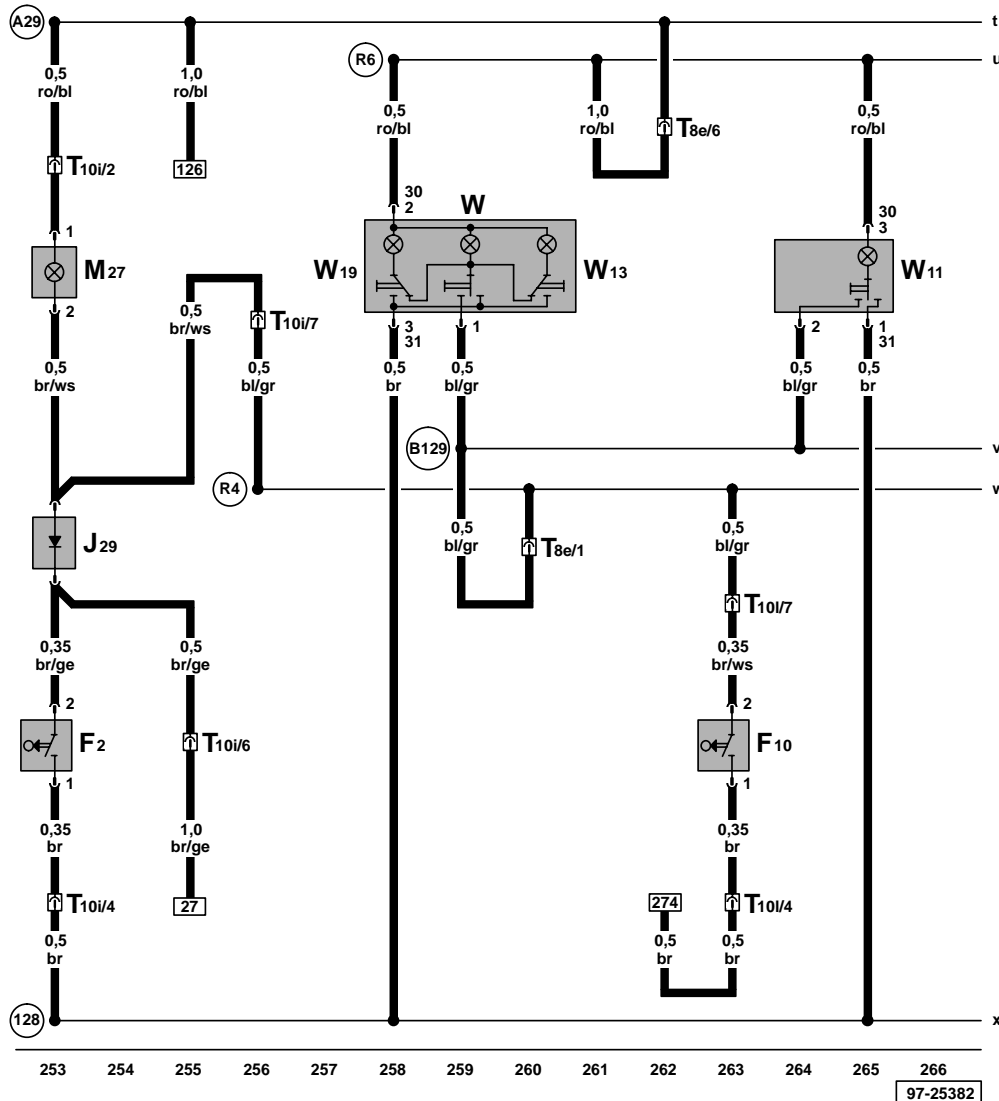 A29
t
R6
u
0,5
ro/bl
1,0
ro/bl
0,5
ro/bl
1,0
ro/bl
T8e/6
0,5
ro/bl
T10i/2
126
30
2
W
30
3
1
M27
2
W19
W13
W11
0,5
br/ws
T10i/7
3
31
1
2
1
31
0,5
br/ws
0,5
bl/gr
0,5
br
0,5
bl/gr
0,5
bl/gr
0,5
br
B129
v
R4
w
J29
0,5
bl/gr
T8e/1
0,5
bl/gr
T10l/7
0,35
br/ge
0,5
br/ge
0,35
br/ws
2
F2
1
T10i/6
2
F10
1
0,35
br
1,0
br/ge
0,35
br
T10i/4
27
274
T10l/4
0,5
br
0,5
br
0,5
br
128
x
253 254 255 256 257 258 259 260 261 262 263 264 265 266
97-25382